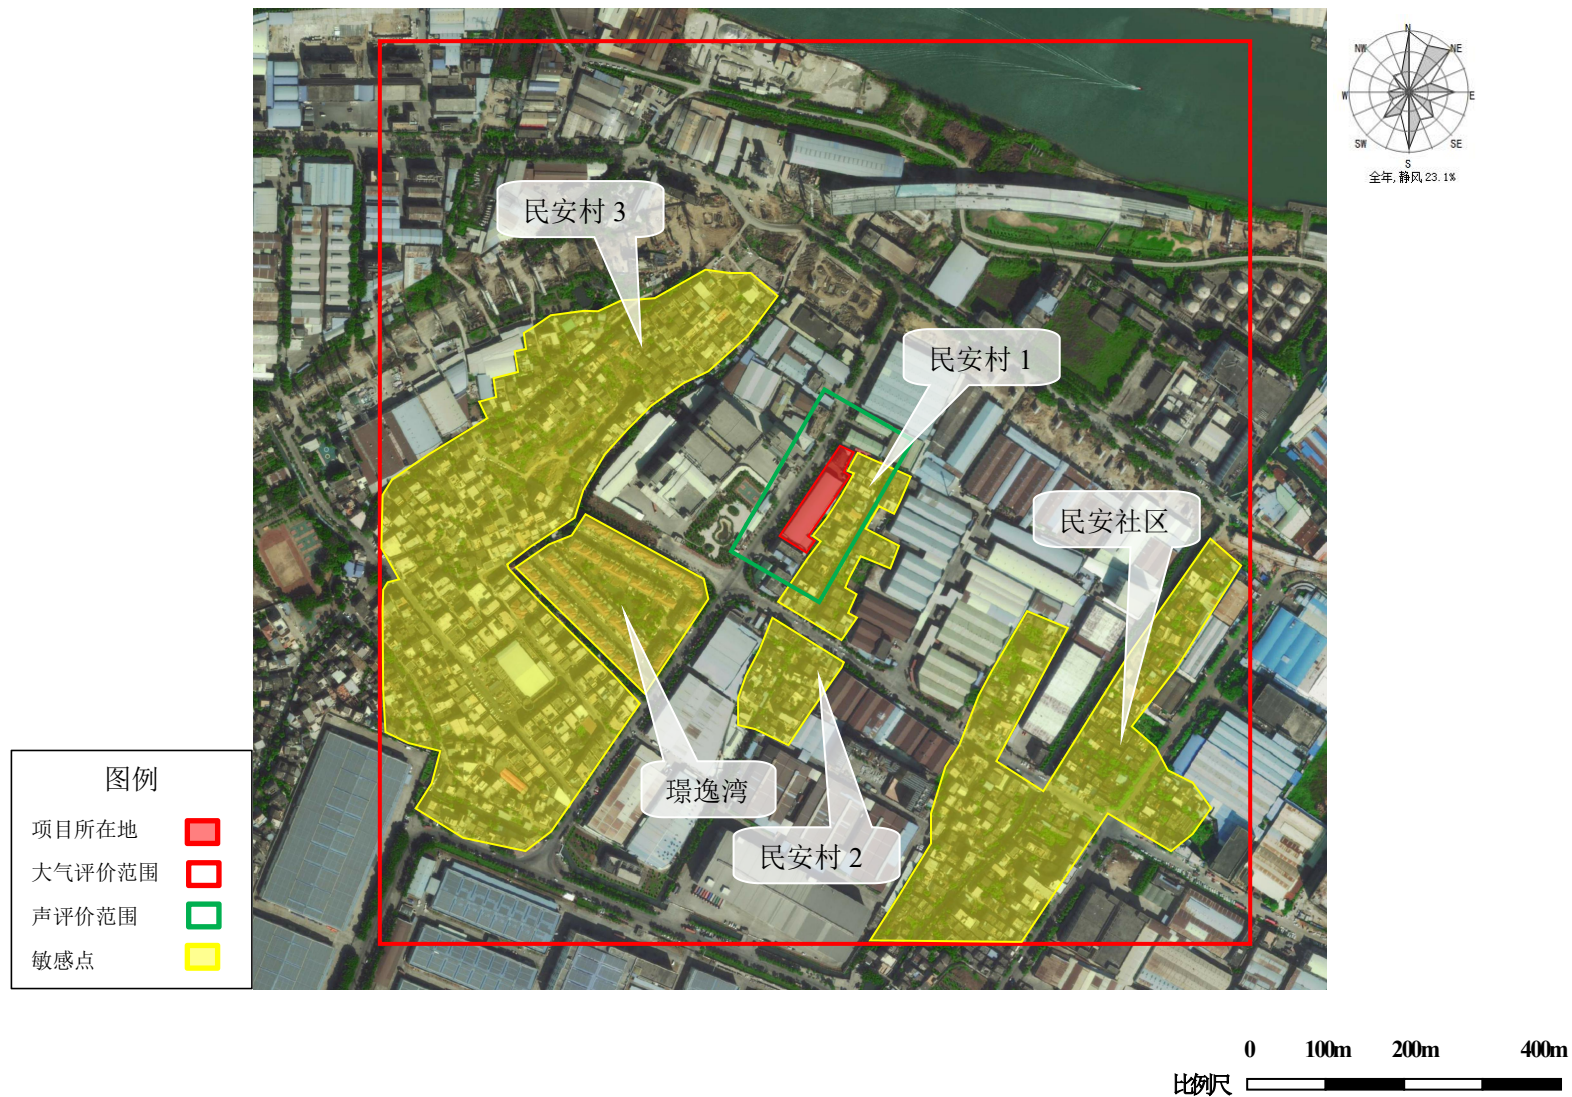 N
NW
NE
W
E
SW
SE
S
全年,静风23.1%
民安村 3
民安村 1
民安社区
璟逸湾
民安村 2
图例
项目所在地
大气评价范围
声评价范围
敏感点
0 100m 200m 400m
比例尺